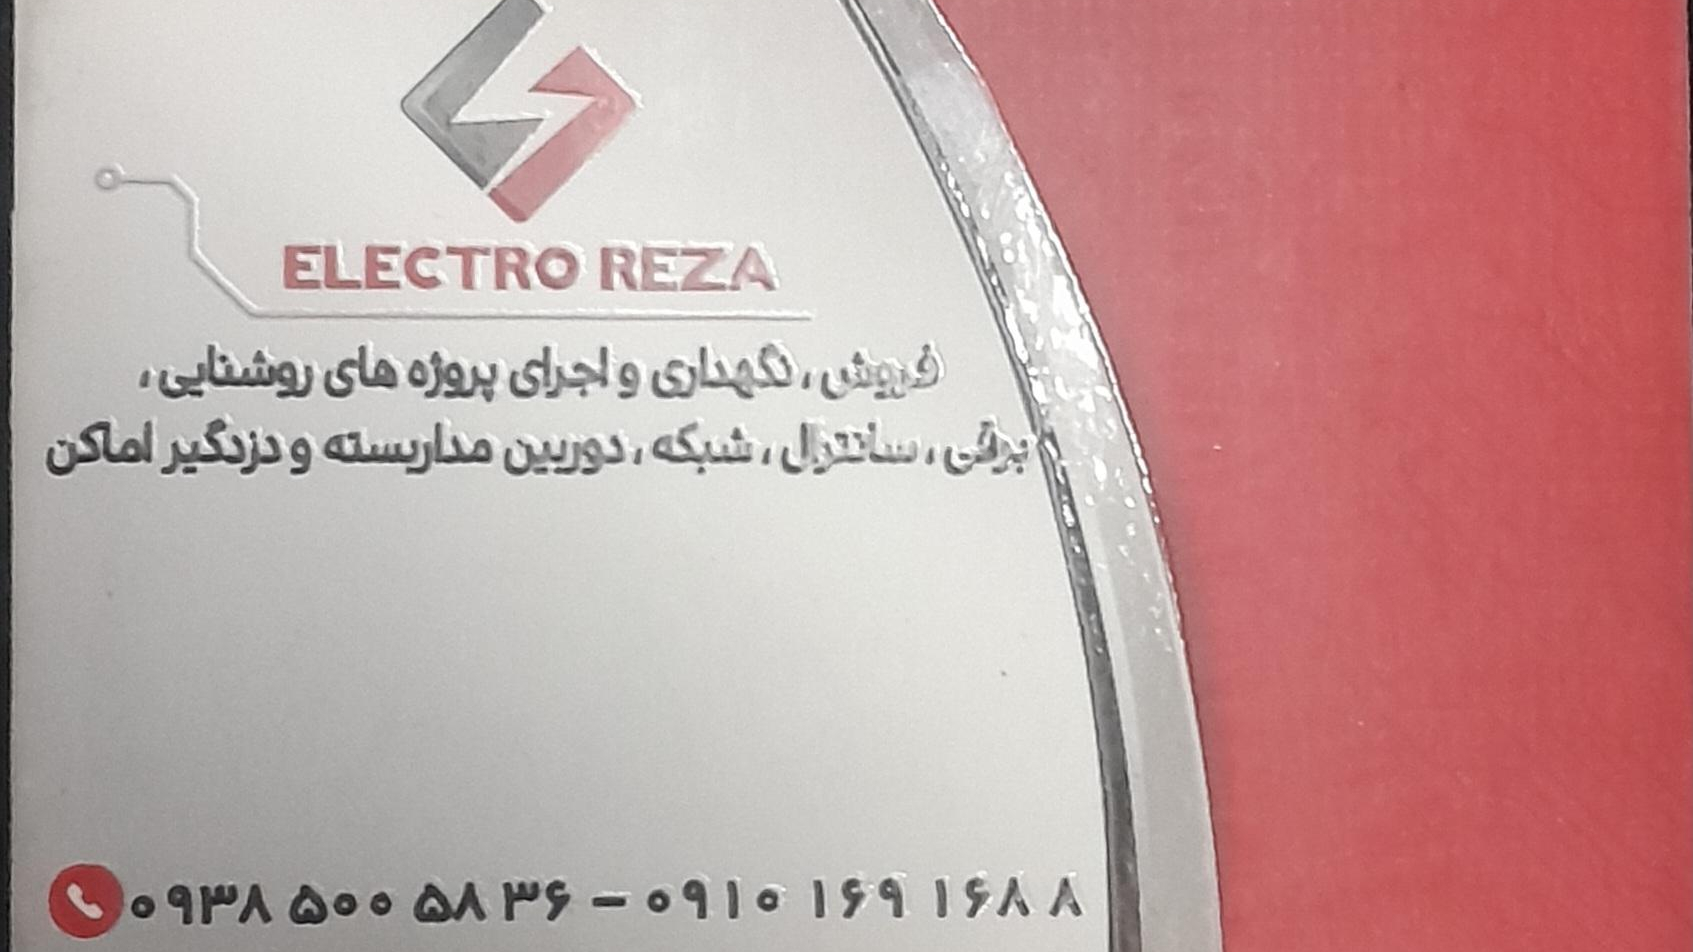 ELECTRO REZA
فروش، نگهداری و اجرای پروژه های روشنایی،
برقی، سانترال، شبکه، دوربین مداربسته و دزدگیر اماکن
۰۹۳۸ ۵۰۰ ۵۸ ۳۶ - ۰۹۱۰ ۱۶۹ ۱۶۸ ۸